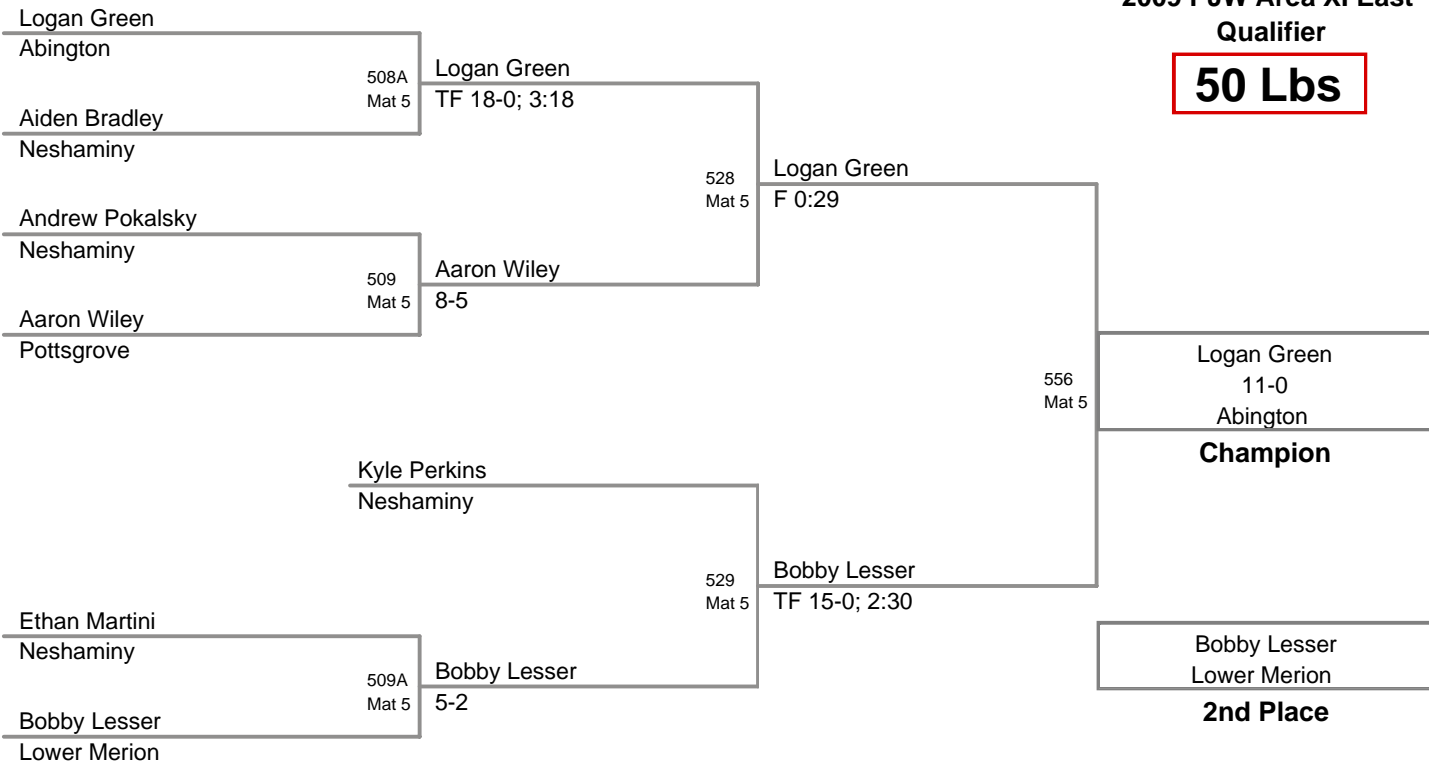 Qualifier
50 Lbs
Logan Green
Abington
508A
Mat 5
Logan Green
TF 18-0; 3:18
Aiden Bradley
Neshaminy
528
Mat 5
Logan Green
F 0:29
Andrew Pokalsky
Neshaminy
509
Mat 5
Aaron Wiley
8-5
Aaron Wiley
Pottsgrove
556
Mat 5
Logan Green
11-0
Abington
Champion
Kyle Perkins
Neshaminy
529
Mat 5
Bobby Lesser
TF 15-0; 2:30
Ethan Martini
Neshaminy
509A
Mat 5
Bobby Lesser
5-2
Bobby Lesser
Lower Merion
Bobby Lesser
Lower Merion
2nd Place